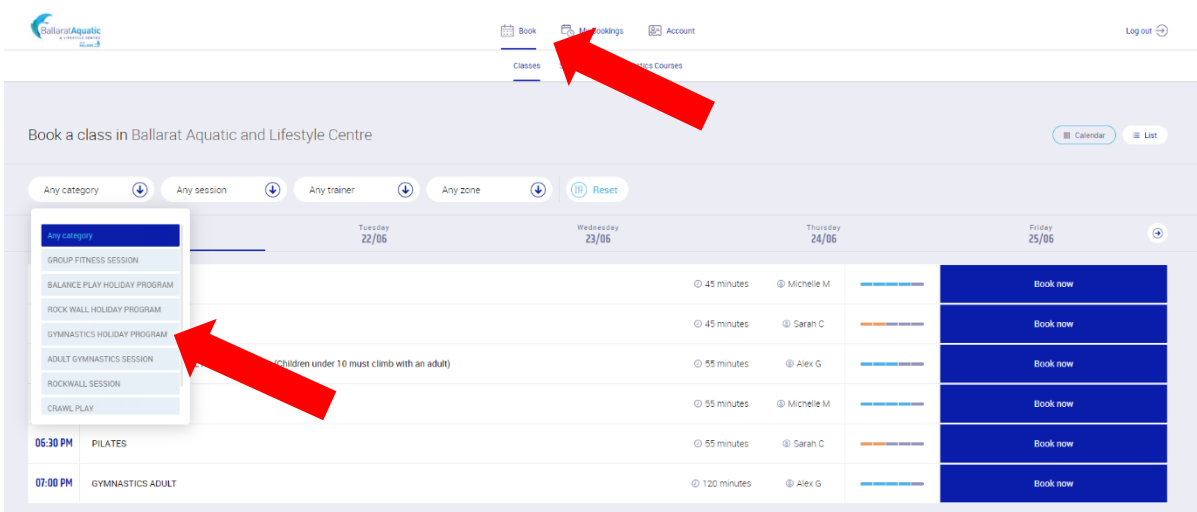 BallaratAquatic
& LIFESTYLE CENTRE
Book
My Bookings
Account
Log out
Classes
Courses
Book a class in Ballarat Aquatic and Lifestyle Centre
Calendar
List
Any category
Any session
Any trainer
Any zone
Reset
Any category
GROUP FITNESS SESSION
BALANCE PLAY HOLIDAY PROGRAM
ROCK WALL HOLIDAY PROGRAM
GYMNASTICS HOLIDAY PROGRAM
ADULT GYMNASTICS SESSION
ROCKWALL SESSION
CRAWL PLAY
Tuesday
22/06
Wednesday
23/06
Thursday
24/06
Friday
25/06
45 minutes Michelle M Book now
45 minutes Sarah C Book now
(Children under 10 must climb with an adult) 55 minutes Alex G Book now
55 minutes Michelle M Book now
06:30 PM PILATES 55 minutes Sarah C Book now
07:00 PM GYMNASTICS ADULT 120 minutes Alex G Book now